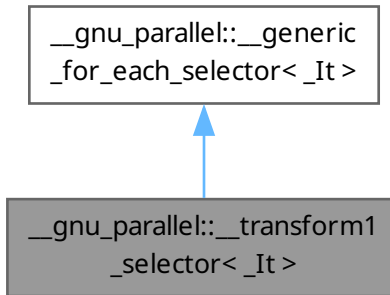 __gnu_parallel::__generic
_for_each_selector< _It >
__gnu_parallel::__transform1
_selector< _It >